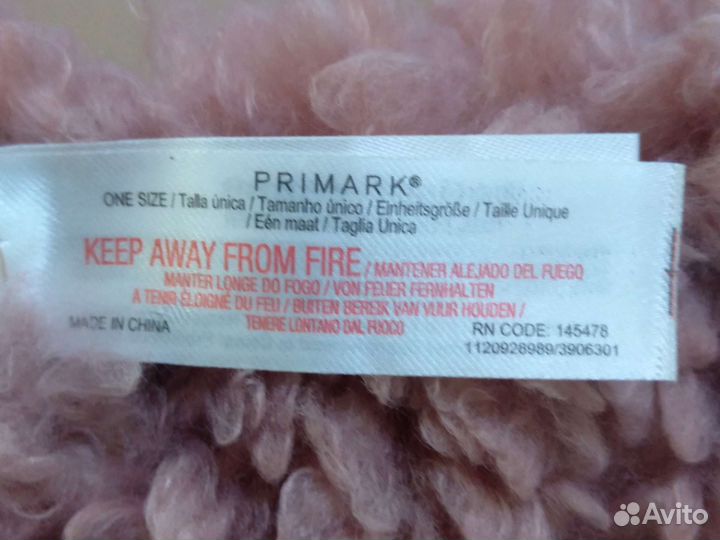 PRIMARK®
ONE SIZE / Talla única / Tamanho único / Einheitsgröße / Taille Unique
/ Eén maat / Taglia Unica
KEEP AWAY FROM FIRE / MANTENER ALEJADO DEL FUEGO
MANTER LONGE DO FOGO / VON FEUER FERNHALTEN
A TENIR ÉLOIGNÉ DU FEU / BUITEN BEREIK VAN VUUR HOUDEN /
TENERE LONTANO DAL FUOCO
MADE IN CHINA
RN CODE: 145478
1120928989/3906301
Avito